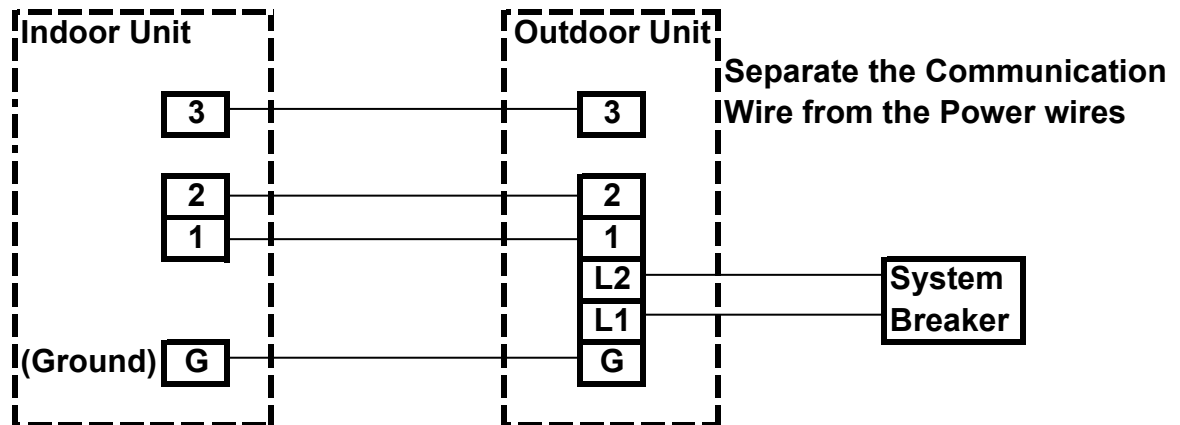 Indoor Unit
Outdoor Unit
Separate the Communication
Wire from the Power wires
3
3
2
2
1
1
L2
System
L1
Breaker
(Ground) G
G